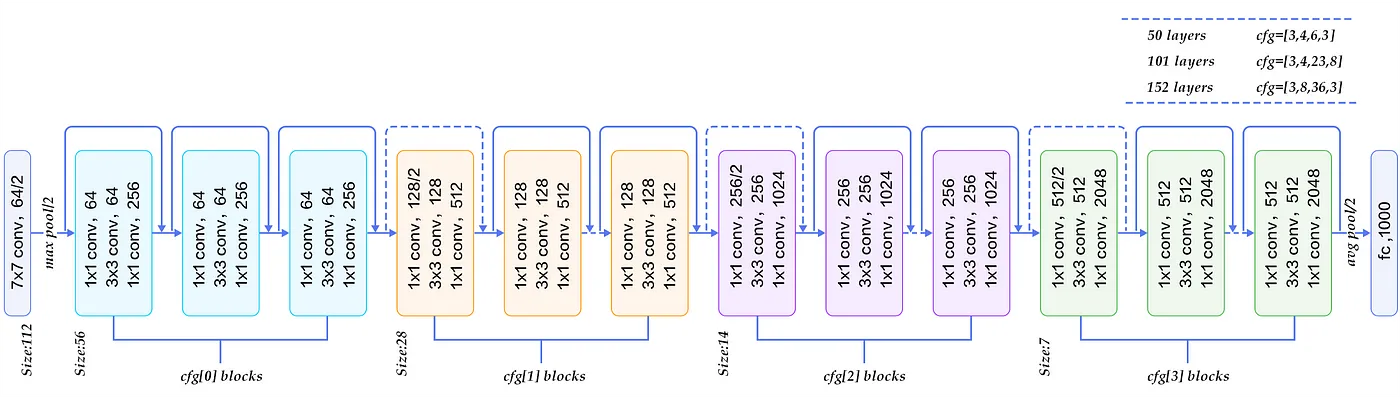 50 layers cfg=[3,4,6,3]
101 layers cfg=[3,4,23,8]
152 layers cfg=[3,8,36,3]
7x7 conv, 64/2
max pool/2
1x1 conv, 64
3x3 conv, 64
1x1 conv, 256
1x1 conv, 64
3x3 conv, 64
1x1 conv, 256
1x1 conv, 64
3x3 conv, 64
1x1 conv, 256
1x1 conv, 128/2
3x3 conv, 128
1x1 conv, 512
1x1 conv, 128
3x3 conv, 128
1x1 conv, 512
1x1 conv, 128
3x3 conv, 128
1x1 conv, 512
1x1 conv, 256/2
3x3 conv, 256
1x1 conv, 1024
1x1 conv, 256
3x3 conv, 256
1x1 conv, 1024
1x1 conv, 256
3x3 conv, 256
1x1 conv, 1024
1x1 conv, 512/2
3x3 conv, 512
1x1 conv, 2048
1x1 conv, 512
3x3 conv, 512
1x1 conv, 2048
1x1 conv, 512
3x3 conv, 512
1x1 conv, 2048
avg pool/2
fc ,1000
Size:112
Size:56
Size:28
Size:14
Size:7
cfg[0] blocks
cfg[1] blocks
cfg[2] blocks
cfg[3] blocks